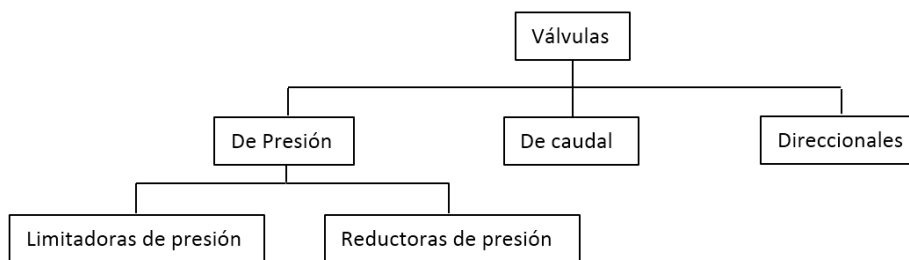 Válvulas
De Presión
De caudal
Direccionales
Limitadoras de presión
Reductoras de presión